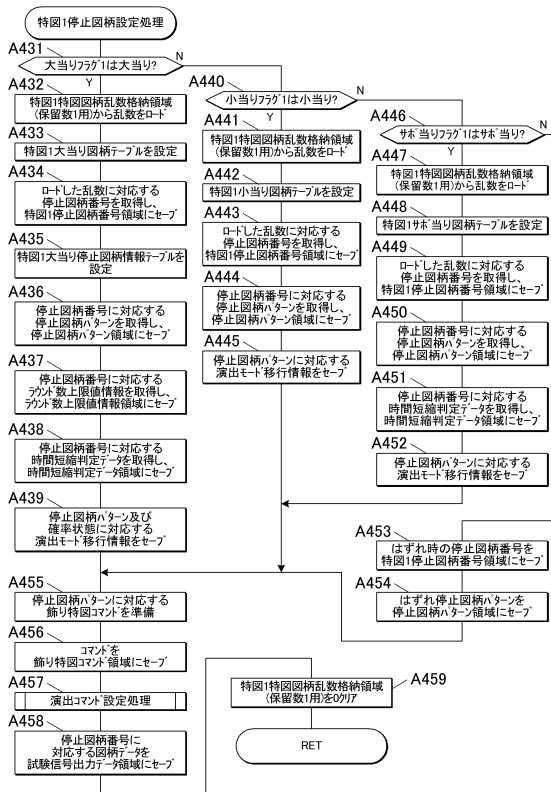 特図1停止図柄設定処理
A431
大当りフラグ1は大当り?
N
Y
A432
特図1特図図柄乱数格納領域
(保留数1用)から乱数をロード
A433
特図1大当り図柄テーブルを設定
A434
ロードした乱数に対応する
停止図柄番号を取得し、
特図1停止図柄番号領域にセーブ
A435
特図1大当り停止図柄情報テーブルを
設定
A436
停止図柄番号に対応する
停止図柄パターンを取得し、
停止図柄パターン領域にセーブ
A437
停止図柄番号に対応する
ラウンド数上限値情報を取得し、
ラウンド数上限値情報領域にセーブ
A438
停止図柄番号に対応する
時間短縮判定データを取得し、
時間短縮判定データ領域にセーブ
A439
停止図柄パターン及び
確率状態に対応する
演出モード移行情報をセーブ
A440
小当りフラグ1は小当り?
N
Y
A441
特図1特図図柄乱数格納領域
(保留数1用)から乱数をロード
A442
特図1小当り図柄テーブルを設定
A443
ロードした乱数に対応する
停止図柄番号を取得し、
特図1停止図柄番号領域にセーブ
A444
停止図柄番号に対応する
停止図柄パターンを取得し、
停止図柄パターン領域にセーブ
A445
停止図柄パターンに対応する
演出モード移行情報をセーブ
A446
サポ当りフラグ1はサポ当り?
N
Y
A447
特図1特図図柄乱数格納領域
(保留数1用)から乱数をロード
A448
特図1サポ当り図柄テーブルを設定
A449
ロードした乱数に対応する
停止図柄番号を取得し、
特図1停止図柄番号領域にセーブ
A450
停止図柄番号に対応する
停止図柄パターンを取得し、
停止図柄パターン領域にセーブ
A451
停止図柄番号に対応する
時間短縮判定データを取得し、
時間短縮判定データ領域にセーブ
A452
停止図柄パターンに対応する
演出モード移行情報をセーブ
A453
はずれ時の停止図柄番号を
特図1停止図柄番号領域にセーブ
A454
はずれ停止図柄パターンを
停止図柄パターン領域にセーブ
A455
停止図柄パターンに対応する
飾り特図コマンドを準備
A456
コマンドを
飾り特図コマンド領域にセーブ
A457
演出コマンド設定処理
A458
停止図柄番号に
対応する図柄データを
試験信号出力データ領域にセーブ
A459
特図1特図図柄乱数格納領域
(保留数1用)を0クリア
RET